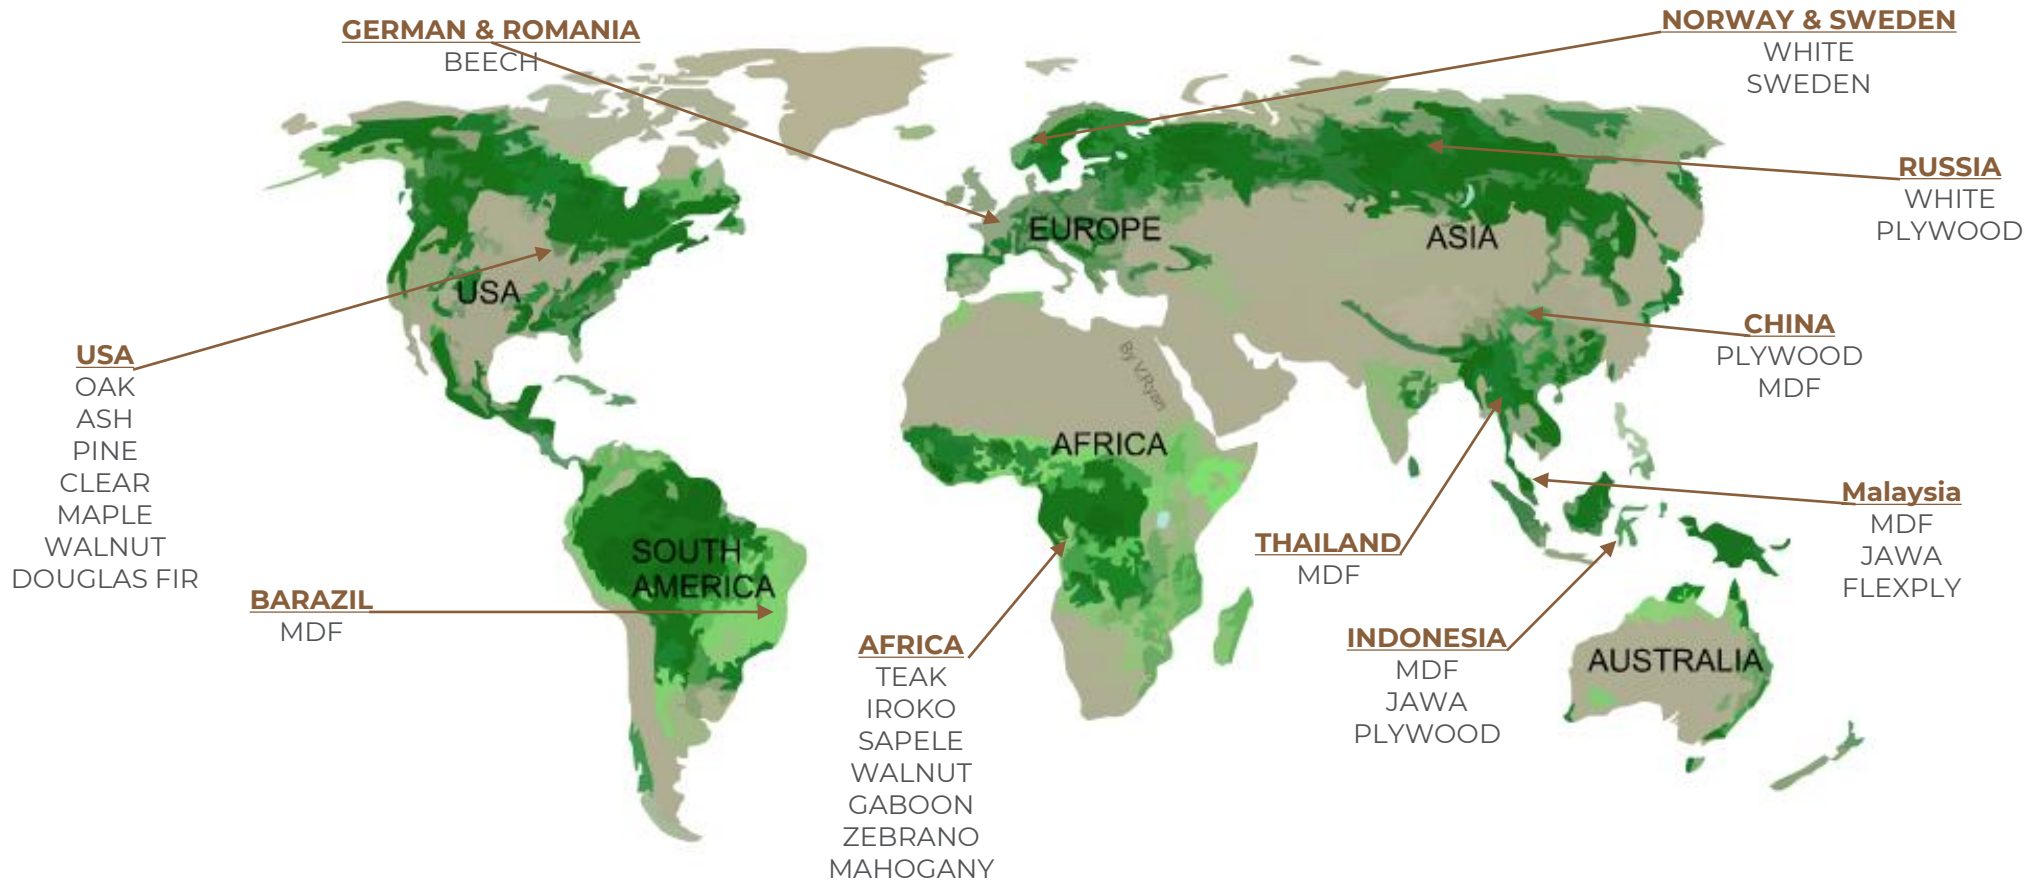 GERMAN & ROMANIA
BEECH
NORWAY & SWEDEN
WHITE
SWEDEN
RUSSIA
WHITE
PLYWOOD
EUROPE
ASIA
USA
CHINA
PLYWOOD
MDF
USA
OAK
ASH
PINE
CLEAR
MAPLE
WALNUT
DOUGLAS FIR
By V.Ryan
AFRICA
Malaysia
MDF
JAWA
FLEXPLY
THAILAND
MDF
SOUTH
AMERICA
BARAZIL
MDF
AFRICA
TEAK
IROKO
SAPELE
WALNUT
GABOON
ZEBRANO
MAHOGANY
INDONESIA
MDF
JAWA
PLYWOOD
AUSTRALIA